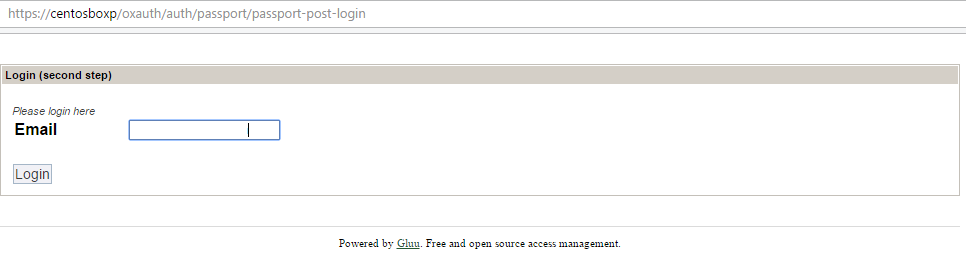 https://centosboxp/oxauth/auth/passport/passport-post-login
Login (second step)
Please login here
Email
Login
Powered by Gluu. Free and open source access management.